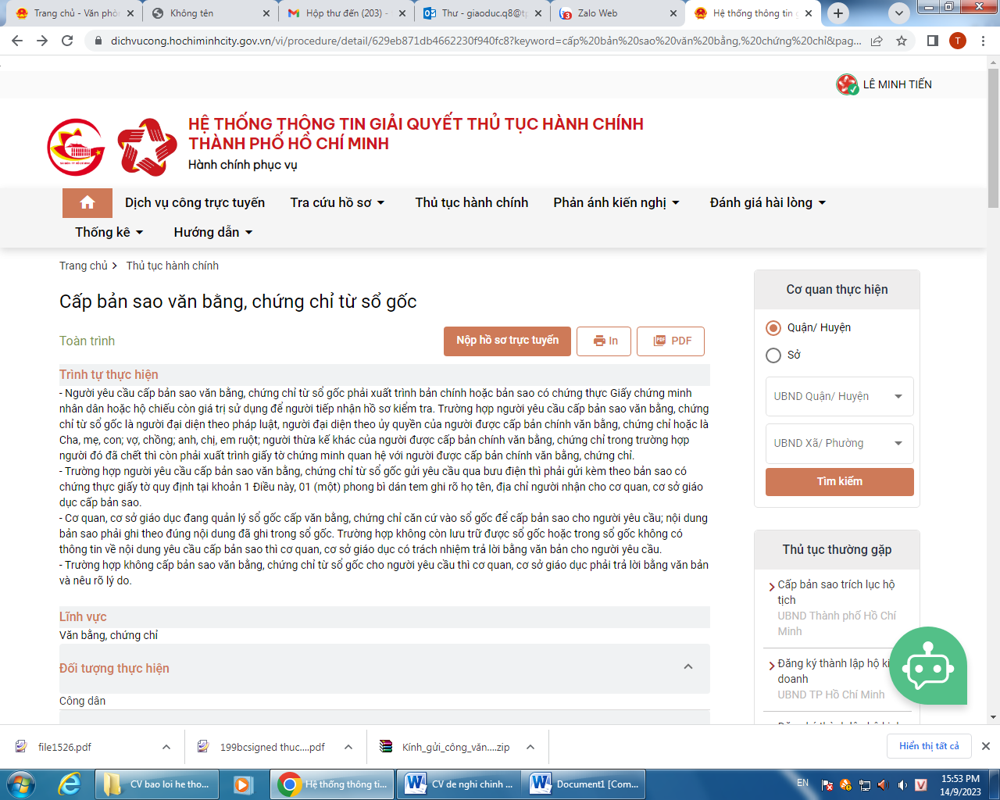 Trang chủ - Văn phòn
Không tên
Hộp thư đến (203) -
Thư - giaoduc.q8@tp
Zalo Web
Hệ thống thông tin g
dichvucong.hochiminhcity.gov.vn/vi/procedure/detail/629eb871db4662230f940fc8?keyword=cấp%20bản%20sao%20văn%20bằng,%20chứng%20chỉ&pag...
T
LÊ MINH TIẾN
HỆ THỐNG THÔNG TIN GIẢI QUYẾT THỦ TỤC HÀNH CHÍNH
THÀNH PHỐ HỒ CHÍ MINH
Hành chính phục vụ
Dịch vụ công trực tuyến
Tra cứu hồ sơ
Thủ tục hành chính
Phản ánh kiến nghị
Đánh giá hài lòng
Thống kê
Hướng dẫn
Trang chủ
Thủ tục hành chính
Cấp bản sao văn bằng, chứng chỉ từ sổ gốc
Toàn trình
Nộp hồ sơ trực tuyến
In
PDF
Trình tự thực hiện
- Người yêu cầu cấp bản sao văn bằng, chứng chỉ từ sổ gốc phải xuất trình bản chính hoặc bản sao có chứng thực Giấy chứng minh
nhân dân hoặc hộ chiếu còn giá trị sử dụng để người tiếp nhận hồ sơ kiểm tra. Trường hợp người yêu cầu cấp bản sao văn bằng, chứng
chỉ từ sổ gốc là người đại diện theo pháp luật, người đại diện theo ủy quyền của người được cấp bản chính văn bằng, chứng chỉ hoặc là
Cha, mẹ, con; vợ, chồng; anh, chị, em ruột; người thừa kế khác của người được cấp bản chính văn bằng, chứng chỉ trong trường hợp
người đó đã chết thì còn phải xuất trình giấy tờ chứng minh quan hệ với người được cấp bản chính văn bằng, chứng chỉ.
- Trường hợp người yêu cầu cấp bản sao văn bằng, chứng chỉ từ sổ gốc gửi yêu cầu qua bưu điện thì phải gửi kèm theo bản sao có
chứng thực giấy tờ quy định tại khoản 1 Điều này, 01 (một) phong bì dán tem ghi rõ họ tên, địa chỉ người nhận cho cơ quan, cơ sở giáo
dục cấp bản sao.
- Cơ quan, cơ sở giáo dục đang quản lý sổ gốc cấp văn bằng, chứng chỉ căn cứ vào sổ gốc để cấp bản sao cho người yêu cầu; nội dung
bản sao phải ghi theo đúng nội dung đã ghi trong sổ gốc. Trường hợp không còn lưu trữ được sổ gốc hoặc trong sổ gốc không có
thông tin về nội dung yêu cầu cấp bản sao thì cơ quan, cơ sở giáo dục có trách nhiệm trả lời bằng văn bản cho người yêu cầu.
- Trường hợp không cấp bản sao văn bằng, chứng chỉ từ sổ gốc cho người yêu cầu thì cơ quan, cơ sở giáo dục phải trả lời bằng văn bản
và nêu rõ lý do.
Lĩnh vực
Văn bằng, chứng chỉ
Đối tượng thực hiện
Công dân
Cơ quan thực hiện
Quận/ Huyện
Sở
UBND Quận/ Huyện
UBND Xã/ Phường
Tìm kiếm
Thủ tục thường gặp
Cấp bản sao trích lục hộ
tịch
UBND Thành phố Hồ Chí
Minh
Đăng ký thành lập hộ ki
doanh
UBND TP Hồ Chí Minh
file1526.pdf
199bcsigned thuc....pdf
Kính_gửi_công_văn....zip
Hiển thị tất cả
CV bao loi he tho...
Hệ thống thông ti...
CV de nghi chinh ...
Document1 [Com...
EN
15:53 PM
14/9/2023